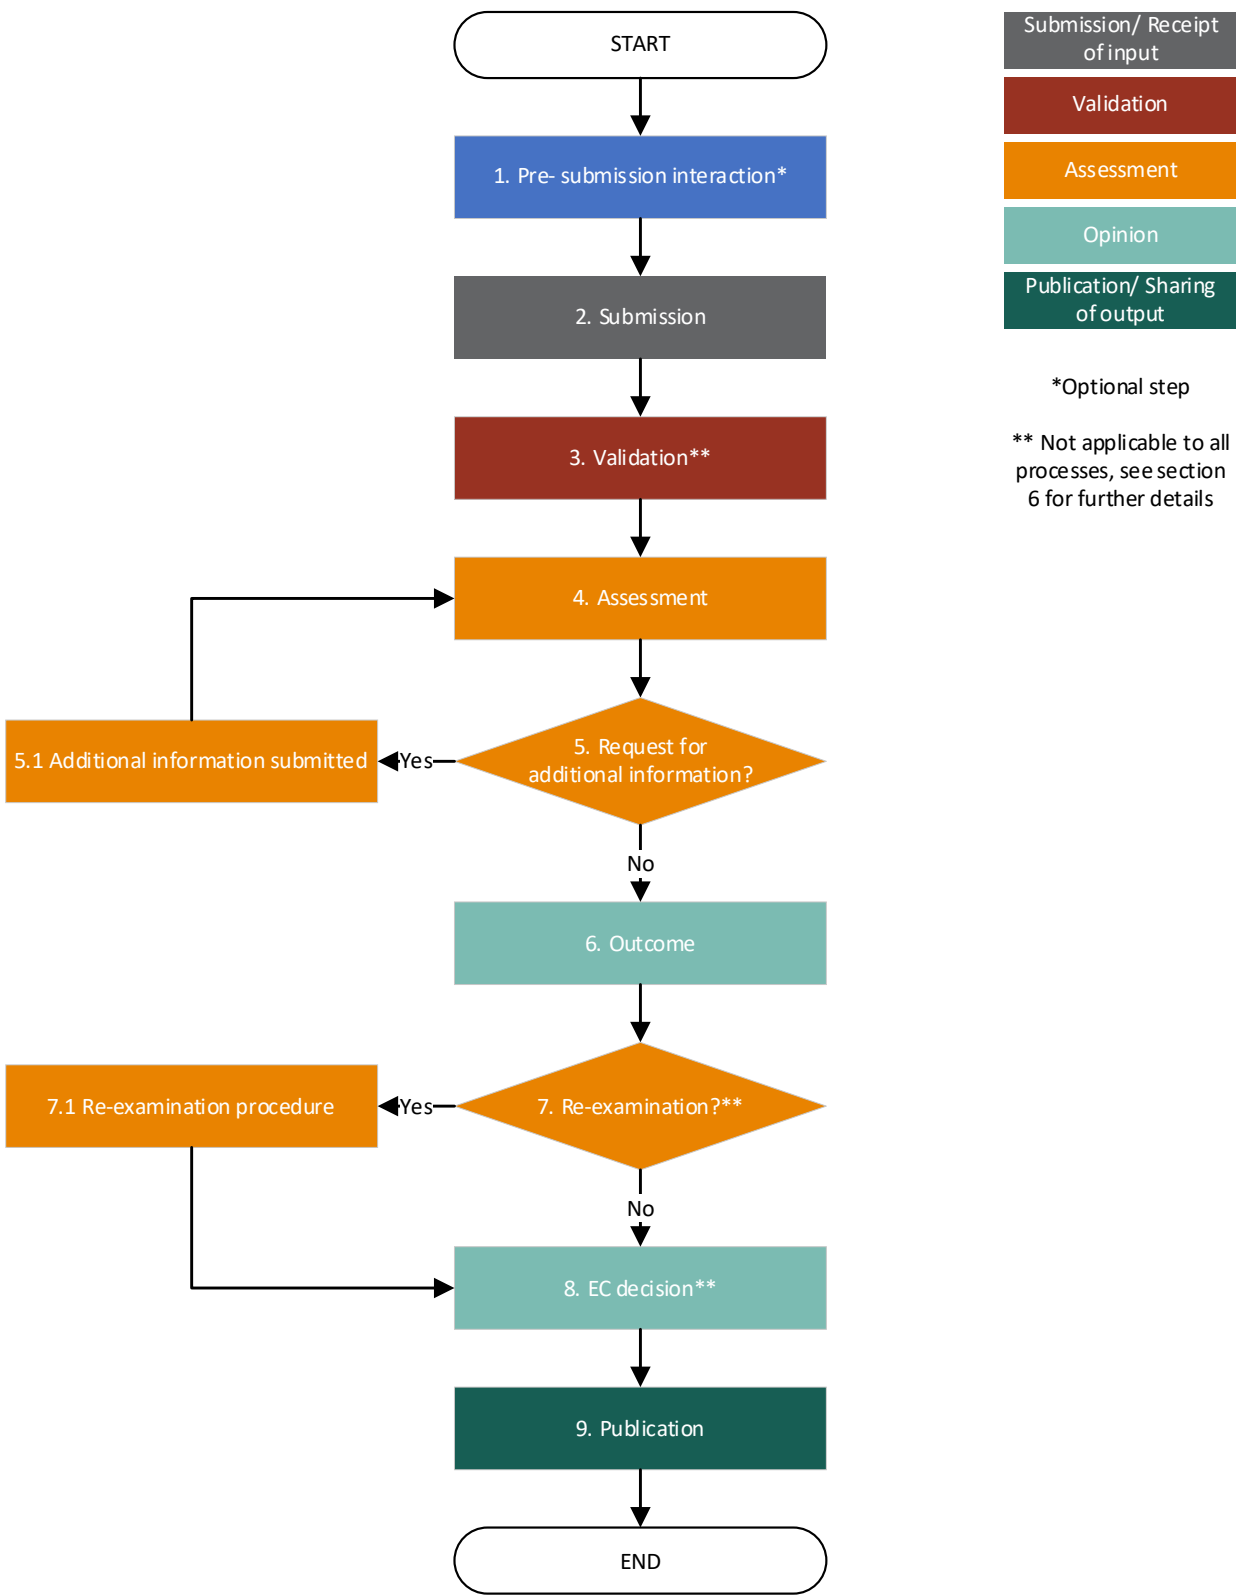 START
1. Pre- submission interaction*
2. Submission
3. Validation**
4. Assessment
5. Request for
additional information?
Yes
5.1 Additional information submitted
No
6. Outcome
7. Re-examination?**
Yes
7.1 Re-examination procedure
No
8. EC decision**
9. Publication
END
Submission/ Receipt
of input
Validation
Assessment
Opinion
Publication/ Sharing
of output
*Optional step
** Not applicable to all
processes, see section
6 for further details